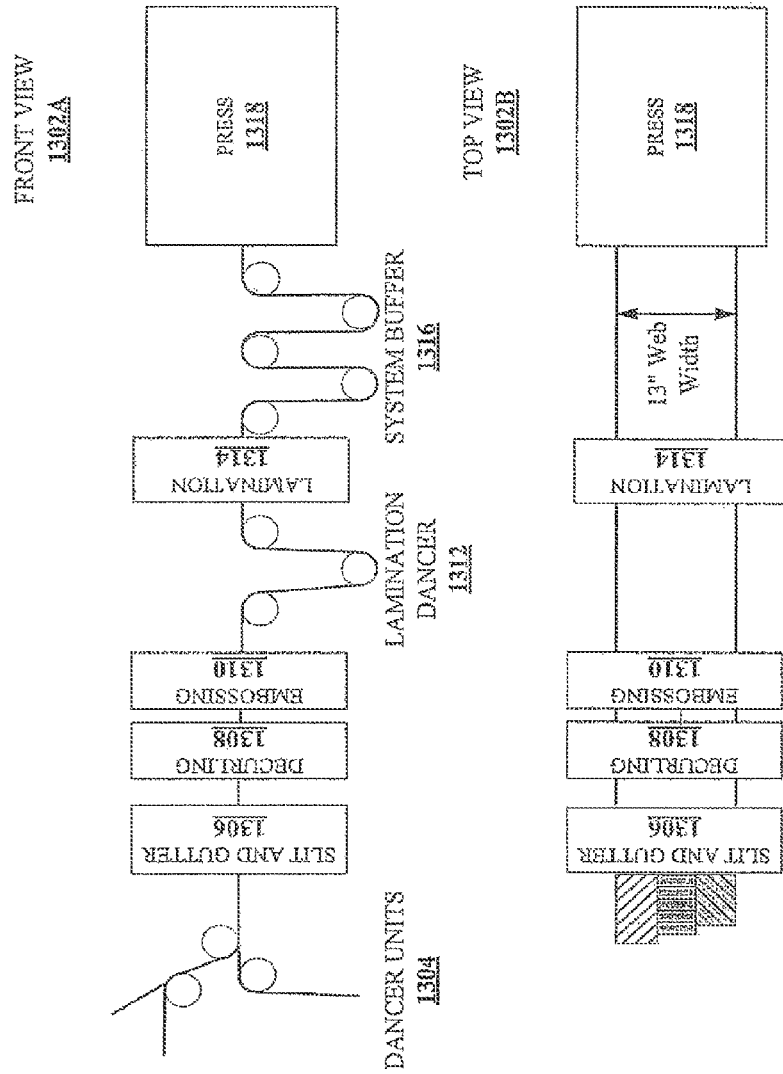 FRONT VIEW
1302A
DANCER UNITS
1304
SLIT AND GUTTER
1306
DECURLING
1308
EMBOSSING
1310
LAMINATION
DANCER
1312
LAMINATION
1314
SYSTEM BUFFER
1316
PRESS
1318
TOP VIEW
1302B
SLIT AND GUTTER
1306
DECURLING
1308
EMBOSSING
1310
LAMINATION
1314
13" Web
Width
PRESS
1318